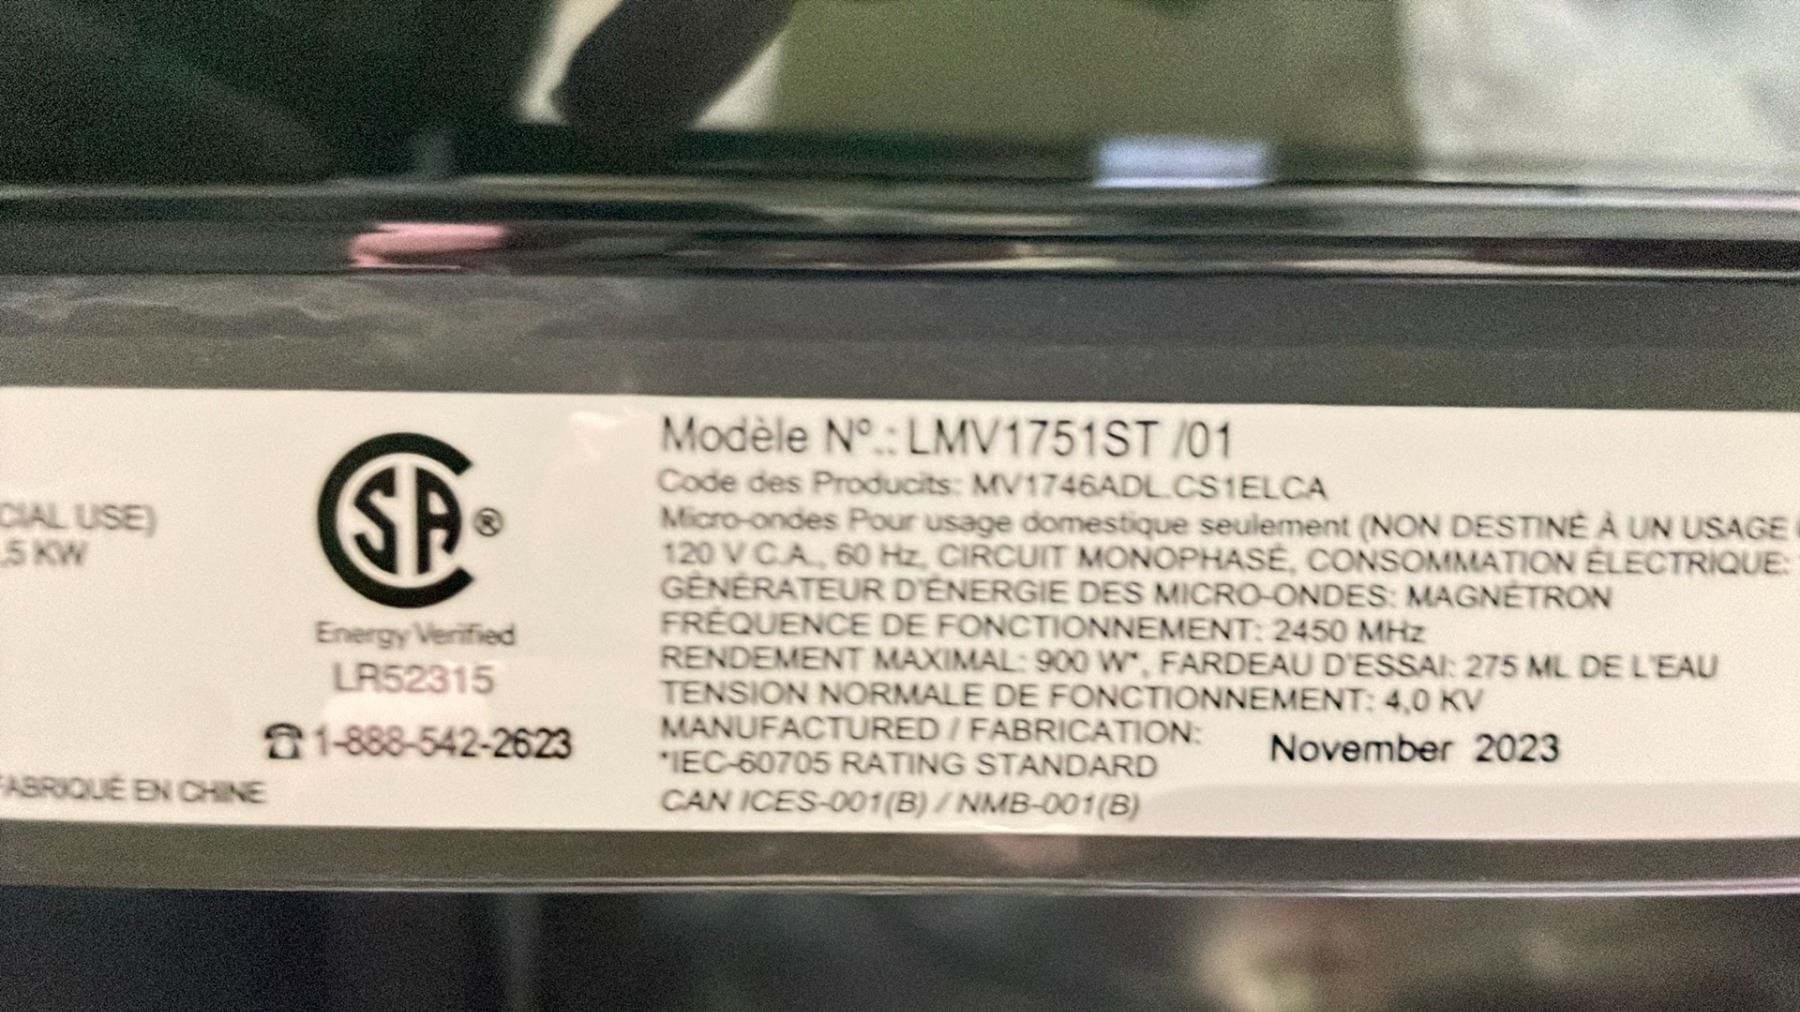 CIAL USE)
,5 KW
®
Energy Verified
LR52315
☎ 1-888-542-2623
FABRIQUÉ EN CHINE
Modèle Nº.: LMV1751ST /01
Code des Producits: MV1746ADL.CS1ELCA
Micro-ondes Pour usage domestique seulement (NON DESTINÉ À UN USAGE
120 V C.A., 60 Hz, CIRCUIT MONOPHASÉ, CONSOMMATION ÉLECTRIQUE:
GÉNÉRATEUR D'ÉNERGIE DES MICRO-ONDES: MAGNÉTRON
FRÉQUENCE DE FONCTIONNEMENT: 2450 MHz
RENDEMENT MAXIMAL: 900 W*, FARDEAU D'ESSAI: 275 ML DE L'EAU
TENSION NORMALE DE FONCTIONNEMENT: 4,0 KV
MANUFACTURED / FABRICATION: November 2023
*IEC-60705 RATING STANDARD
CAN ICES-001(B) / NMB-001(B)